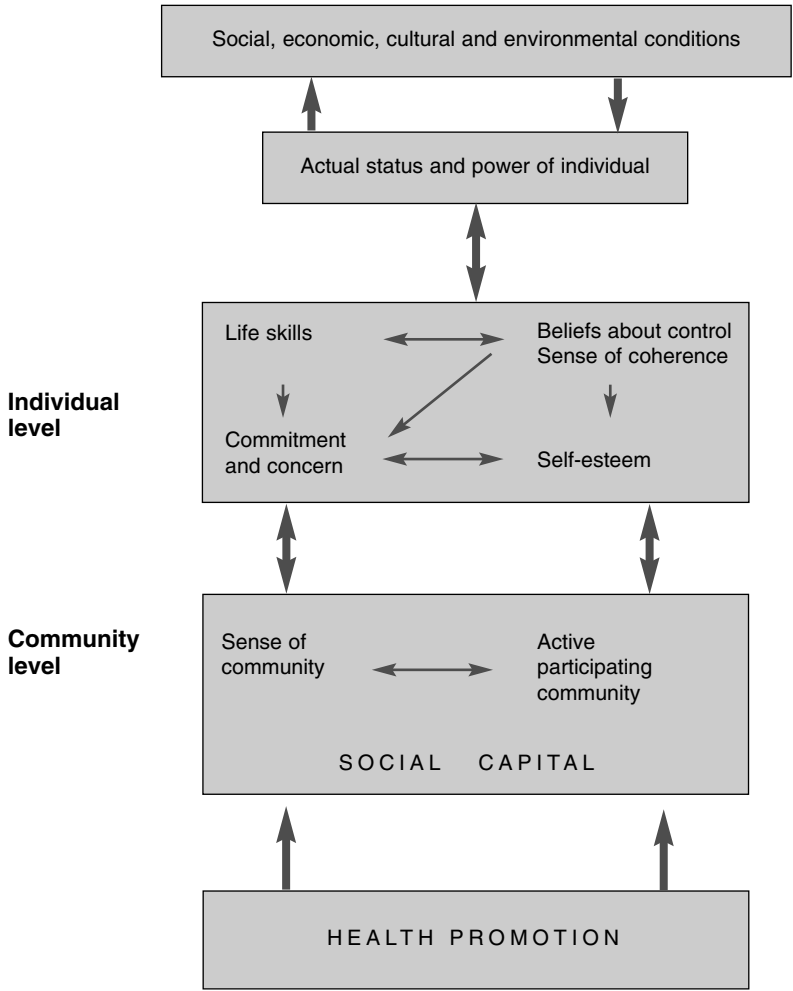 Social, economic, cultural and environmental conditions
Actual status and power of individual
Individual
level
Life skills
Beliefs about control
Sense of coherence
Commitment
and concern
Self-esteem
Community
level
Sense of
community
Active
participating
community
SOCIAL CAPITAL
HEALTH PROMOTION